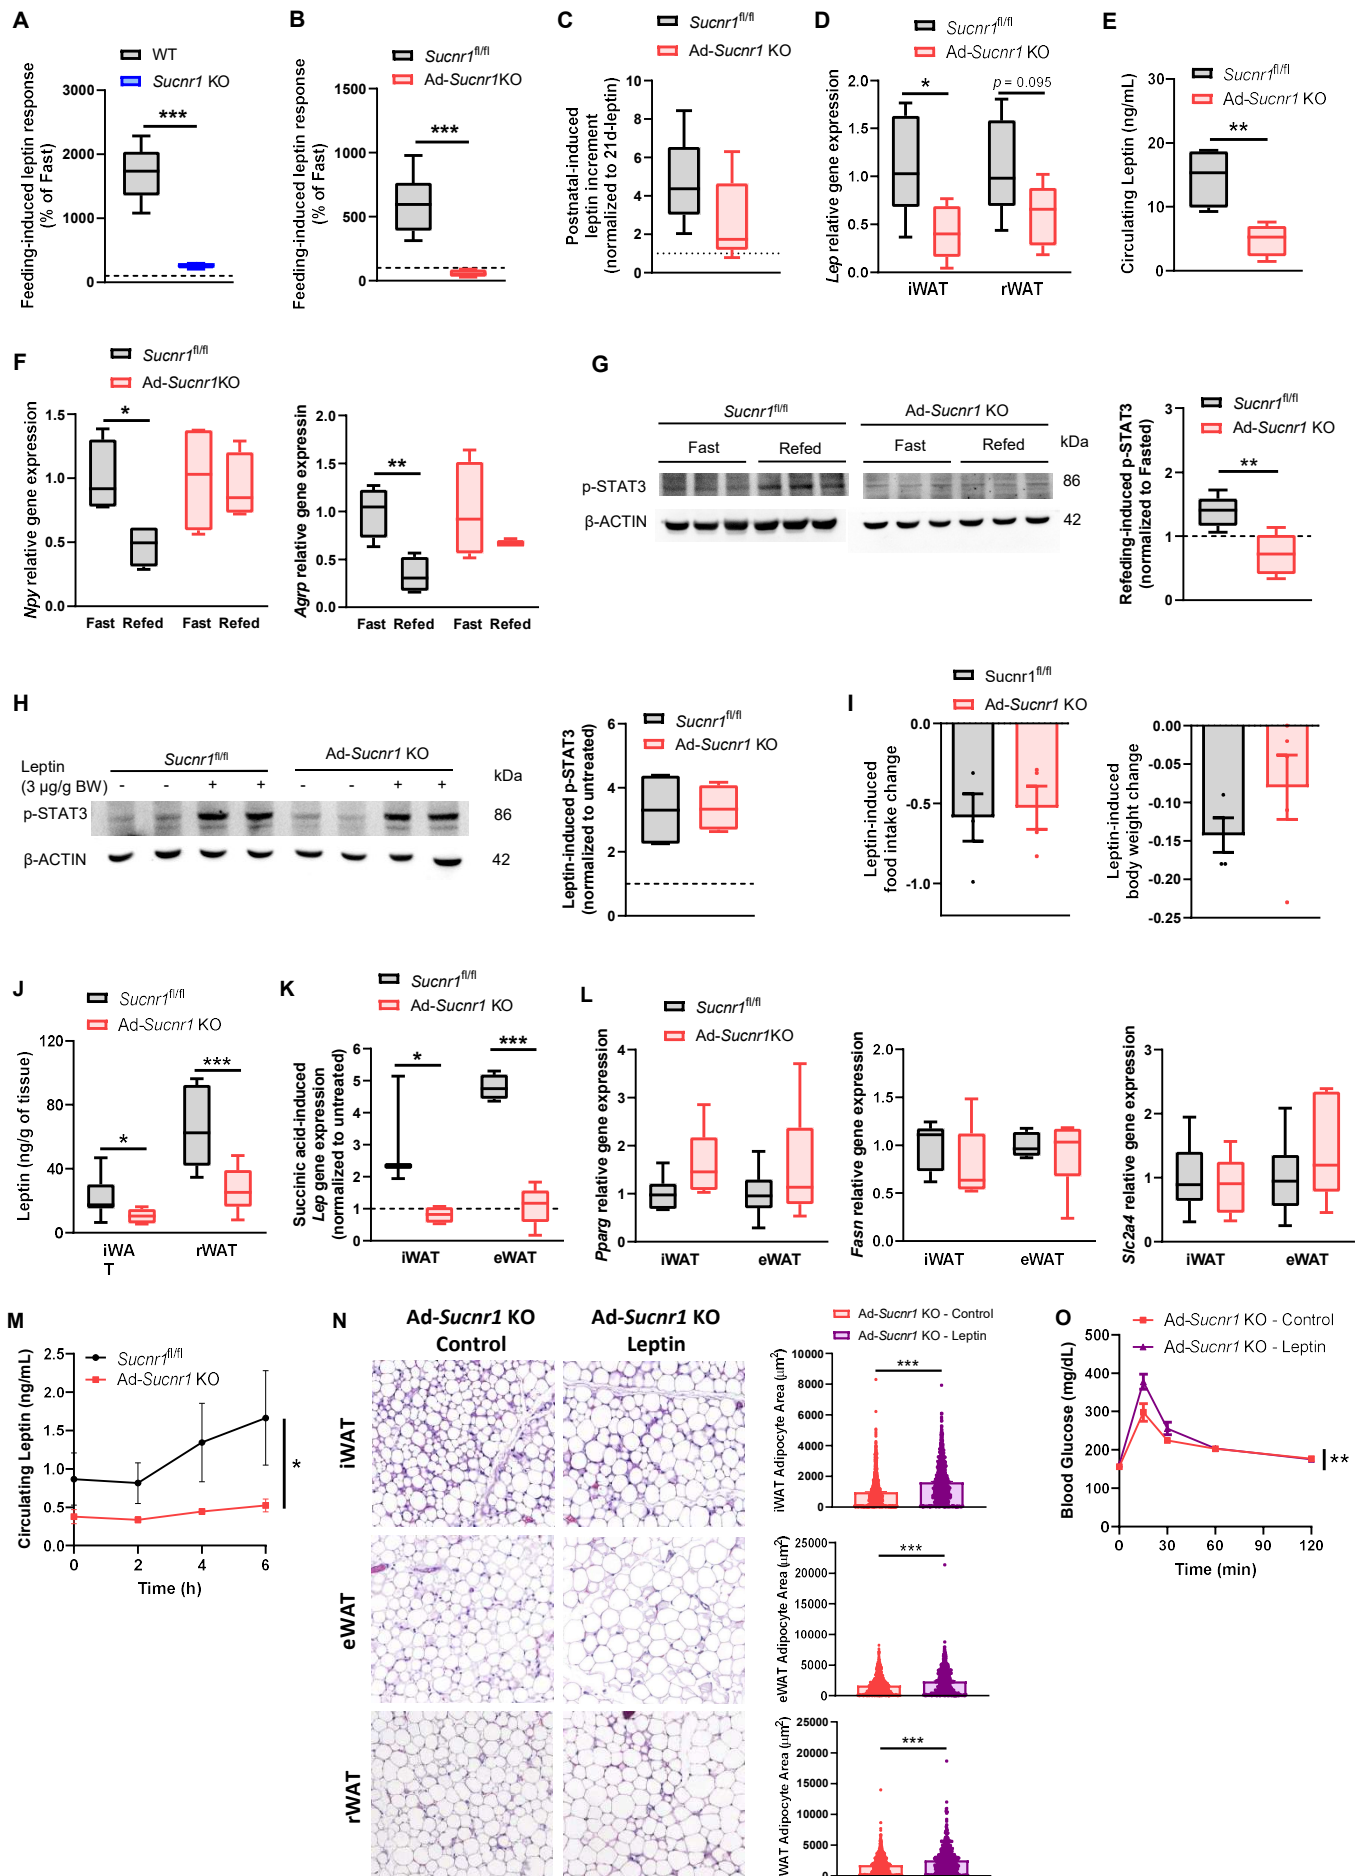 A
WT
Sucnr1 KO
Feeding-induced leptin response
(% of Fast)
3000
2000
1000
0
***
B
Sucnr1fl/fl
Ad-Sucnr1KO
Feeding-induced leptin response
(% of Fast)
1500
1000
500
0
***
C
Sucnr1fl/fl
Ad-Sucnr1 KO
Postnatal-induced
leptin increment
(normalized to 21d-leptin)
10
8
6
4
2
0
D
Sucnr1fl/fl
Ad-Sucnr1 KO
Lep relative gene expression
2.0
1.5
1.0
0.5
0.0
*
p = 0.095
iWAT
rWAT
E
Sucnr1fl/fl
Ad-Sucnr1 KO
Circulating Leptin (ng/mL)
30
20
10
0
**
F
Sucnr1fl/fl
Ad-Sucnr1KO
Npy relative gene expression
1.5
1.0
0.5
0.0
*
Fast Refed Fast Refed
Agrp relative gene expression
2.0
1.5
1.0
0.5
0.0
**
Fast Refed Fast Refed
G
Sucnr1fl/fl
Ad-Sucnr1 KO
Fast Refed Fast Refed
kDa
p-STAT3
86
β-ACTIN
42
Refeding-induced p-STAT3
(normalized to Fasted)
Sucnr1fl/fl
Ad-Sucnr1 KO
3
2
1
0
**
H
Sucnr1fl/fl
Ad-Sucnr1 KO
Leptin
(3 µg/g BW)
- - + + - - + +
kDa
p-STAT3
86
β-ACTIN
42
Leptin-induced p-STAT3
(normalized to untreated)
Sucnr1fl/fl
Ad-Sucnr1 KO
6
4
2
0
I
Sucnr1fl/fl
Ad-Sucnr1 KO
Leptin-induced
food intake change
0.0
-0.5
-1.0
Leptin-induced
body weight change
0.00
-0.05
-0.10
-0.15
-0.20
-0.25
J
Sucnr1fl/fl
Ad-Sucnr1 KO
Leptin (ng/g of tissue)
120
80
40
0
*
***
iWA
T
rWAT
K
Sucnr1fl/fl
Ad-Sucnr1 KO
Succinic acid-induced
Lep gene expression
(normalized to untreated)
6
5
4
3
2
1
0
*
***
iWAT
eWAT
L
Sucnr1fl/fl
Ad-Sucnr1KO
Pparg relative gene expression
4
3
2
1
0
iWAT
eWAT
Fasn relative gene expression
2.0
1.5
1.0
0.5
0.0
iWAT
eWAT
Slc2a4 relative gene expression
3
2
1
0
iWAT
eWAT
M
Sucnr1fl/fl
Ad-Sucnr1 KO
Circulating Leptin (ng/mL)
2.5
2.0
1.5
1.0
0.5
0.0
*
0 2 4 6
Time (h)
N
Ad-Sucnr1 KO
Control
Ad-Sucnr1 KO
Leptin
iWAT
eWAT
rWAT
Ad-Sucnr1 KO - Control
Ad-Sucnr1 KO - Leptin
iWAT Adipocyte Area (µm2)
10000
8000
6000
4000
2000
0
***
eWAT Adipocyte Area (µm2)
25000
20000
15000
10000
5000
0
***
WAT Adipocyte Area (µm2)
25000
20000
15000
10000
5000
***
O
Ad-Sucnr1 KO - Control
Ad-Sucnr1 KO - Leptin
Blood Glucose (mg/dL)
500
400
300
200
100
0
**
0 30 60 90 120
Time (min)